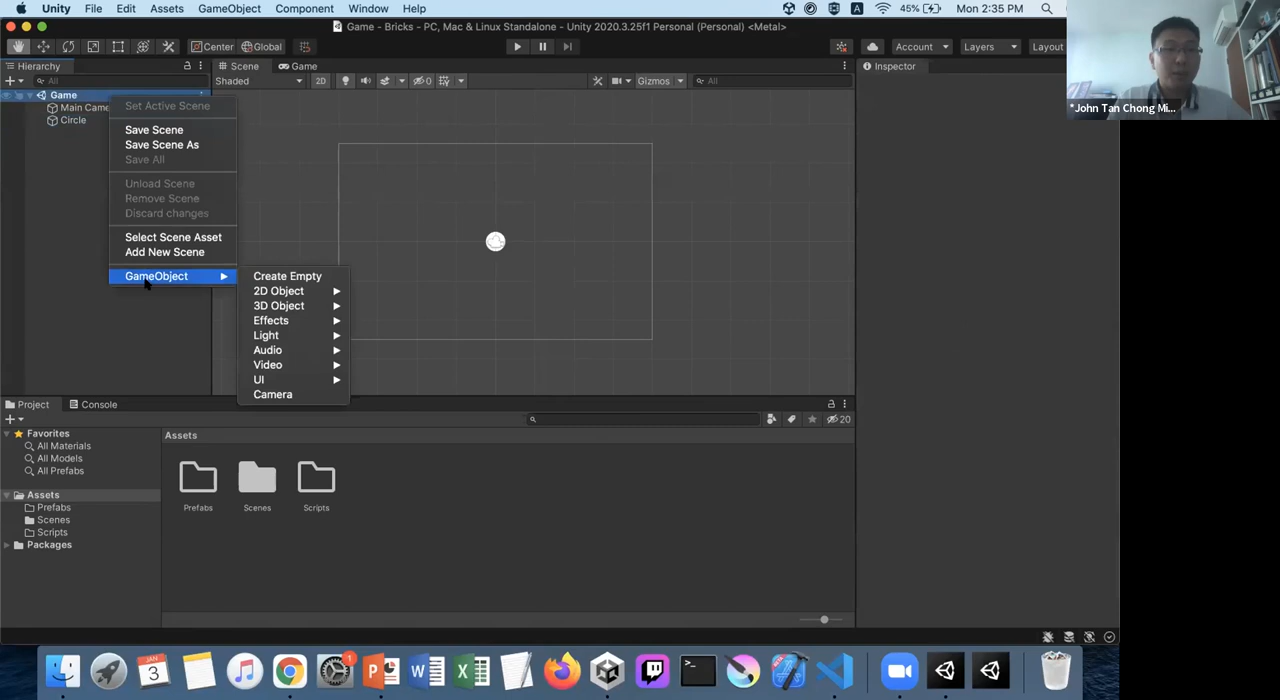 Unity File Edit Assets GameObject Component Window Help 45% Mon 2:35 PM
Game - Bricks - PC, Mac & Linux Standalone - Unity 2020.3.25f1 Personal (Personal) <Metal>
Center Global Account Layers Layout
Hierarchy Scene Game Inspector
All Shaded 2D 0 Gizmos All
Game
Main Came
Circle
Set Active Scene
Save Scene
Save Scene As
Save All
Unload Scene
Remove Scene
Discard changes
Select Scene Asset
Add New Scene
GameObject
Create Empty
2D Object
3D Object
Effects
Light
Audio
Video
UI
Camera
*John Tan Chong Mi...
Project Console
20
Favorites
All Materials
All Models
All Prefabs
Assets
Prefabs
Scenes
Scripts
Packages
Assets
Prefabs Scenes Scripts
JAN
3
1